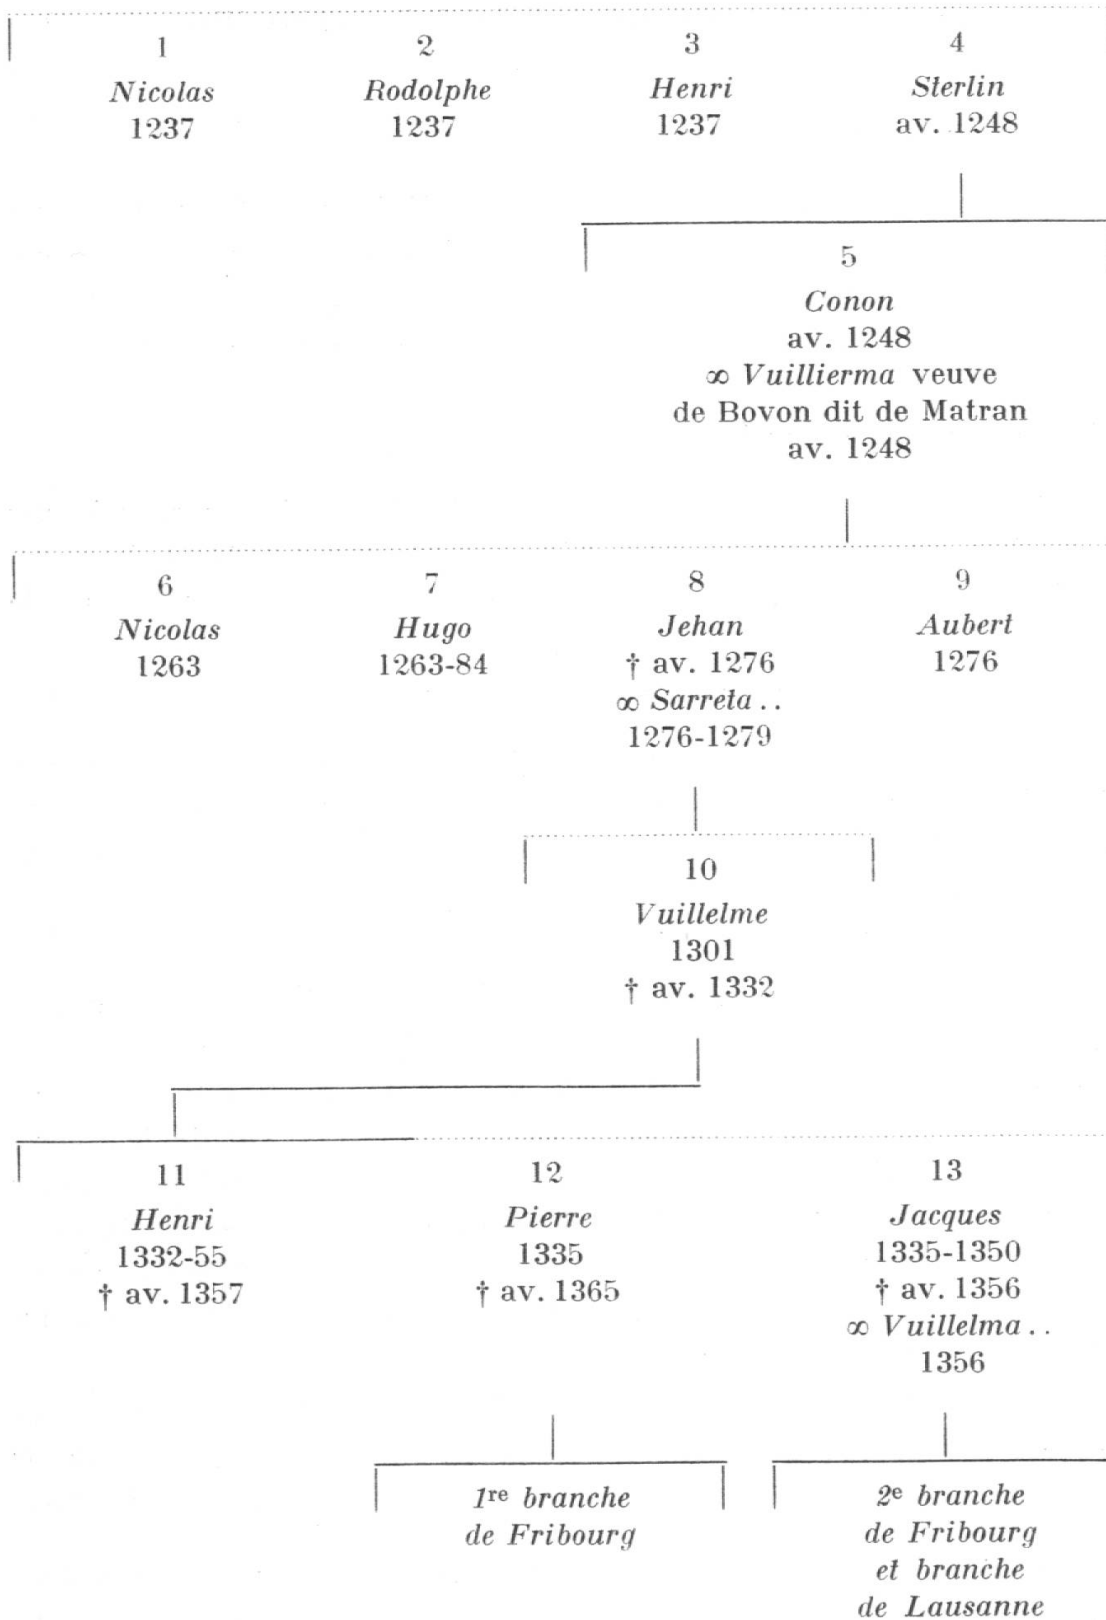 1 2 3 4
Nicolas Rodolphe Henri Sterlin
1237 1237 1237 av. 1248
5
Conon
av. 1248
∞ Vuillierma veuve
de Bovon dit de Matran
av. 1248
6 7 8 9
Nicolas Hugo Jehan Aubert
1263 1263-84 † av. 1276 1276
∞ Sarreta..
1276-1279
10
Vuillelme
1301
† av. 1332
11 12 13
Henri Pierre Jacques
1332-55 1335 1335-1350
† av. 1357 † av. 1365 † av. 1356
∞ Vuillelma..
1356
1re branche 2e branche
de Fribourg de Fribourg
et branche
de Lausanne